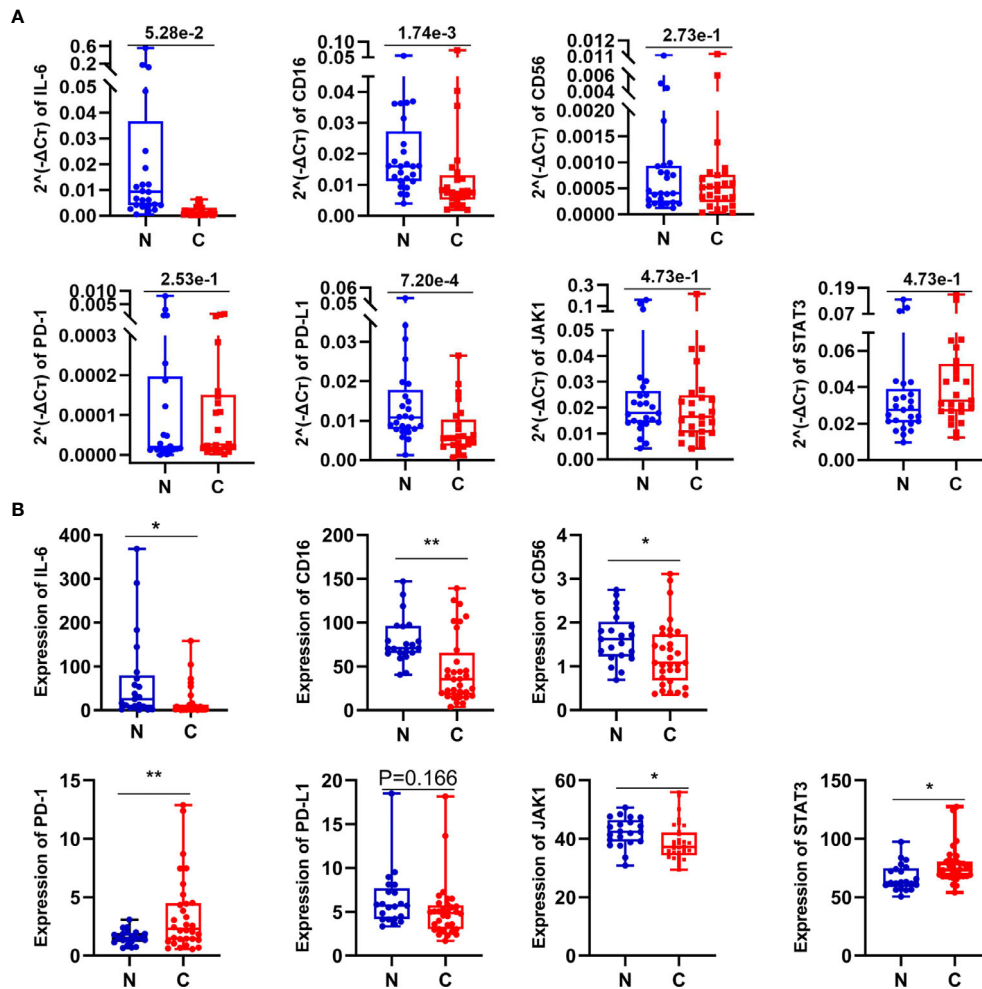 A
5.28e-2
2^(-ΔCT) of IL-6
0.6
0.4
0.2
0.05
0.04
0.03
0.02
0.01
0.00
N C
1.74e-3
2^(-ΔCT) of CD16
0.10
0.05
0.04
0.03
0.02
0.01
0.00
N C
2.73e-1
2^(-ΔCT) of CD56
0.012
0.006
0.004
0.0020
0.0015
0.0010
0.0005
0.0000
N C
2.53e-1
2^(-ΔCT) of PD-1
0.010
0.005
0.0003
0.0002
0.0001
0.0000
N C
7.20e-4
2^(-ΔCT) of PD-L1
0.06
0.05
0.04
0.03
0.02
0.01
0.00
N C
4.73e-1
2^(-ΔCT) of JAK1
0.3
0.1
0.05
0.04
0.03
0.02
0.01
0.00
N C
4.73e-1
2^(-ΔCT) of STAT3
0.19
0.07
0.06
0.04
0.02
0.00
N C
B
*
Expression of IL-6
400
300
200
100
0
N C
**
Expression of CD16
200
150
100
50
0
N C
*
Expression of CD56
4
3
2
1
0
N C
**
Expression of PD-1
15
10
5
0
N C
P=0.166
Expression of PD-L1
20
15
10
5
0
N C
*
Expression of JAK1
60
40
20
0
N C
*
Expression of STAT3
150
100
50
0
N C